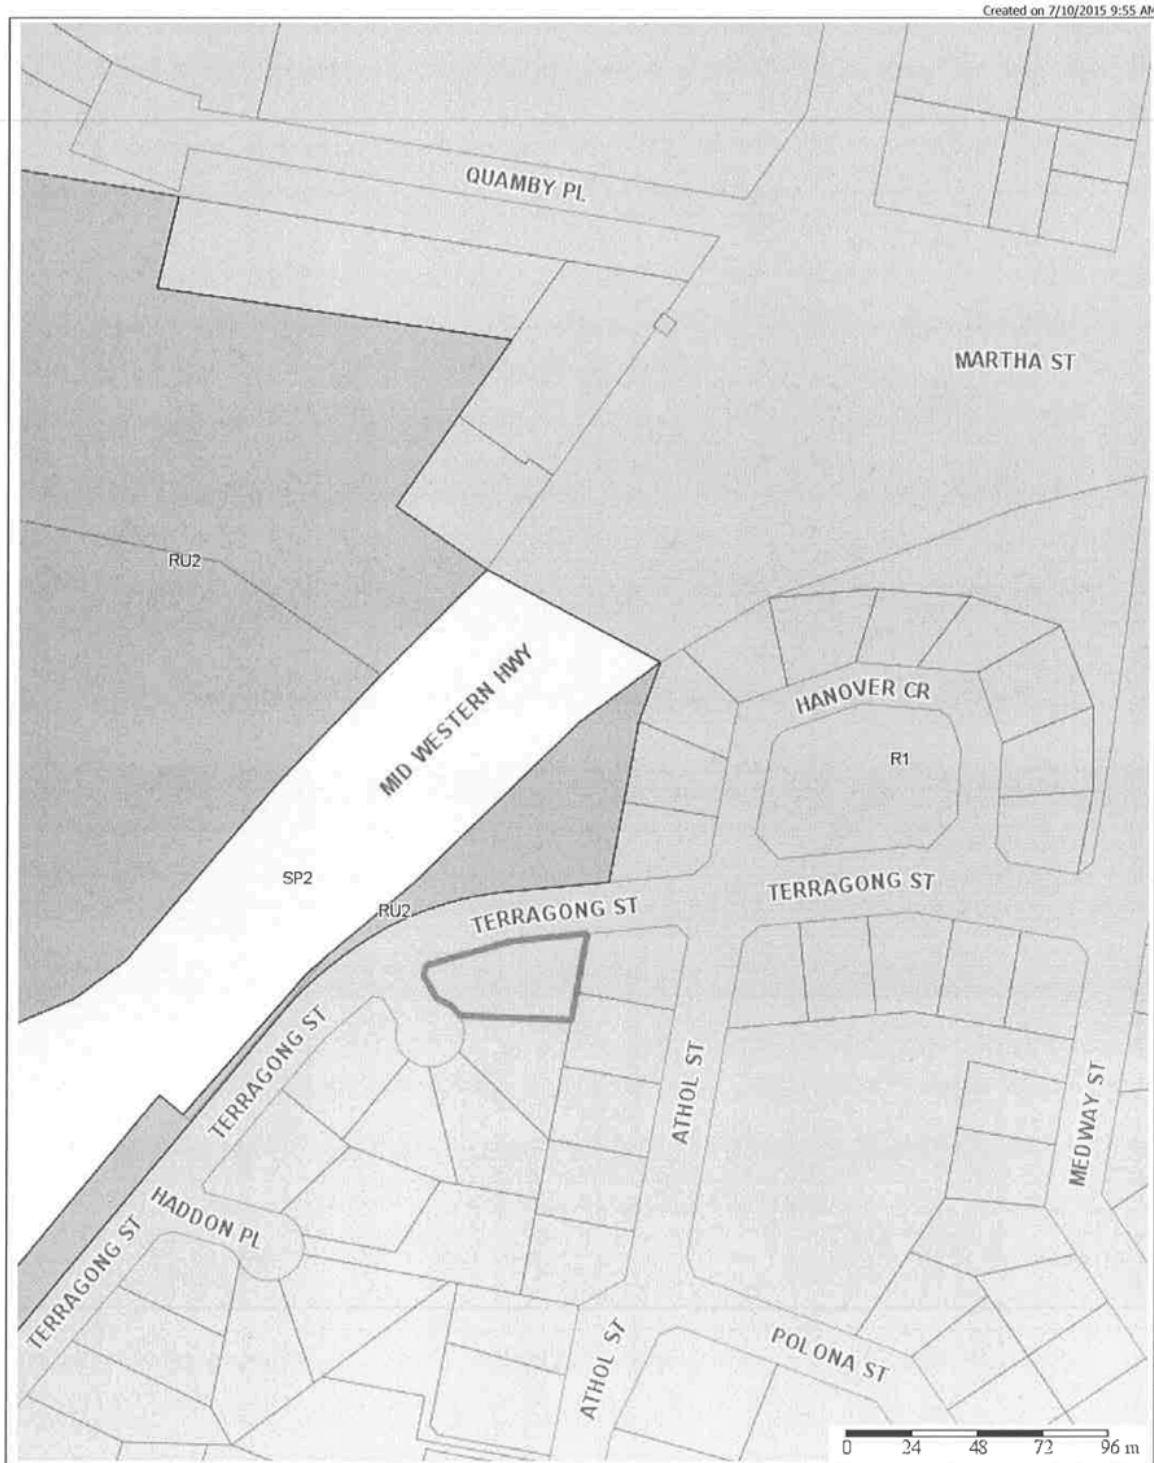 Created on 7/10/2015 9:55 AM
QUAMBY PL
MARTHA ST
RU2
MID WESTERN HWY
HANOVER CR
R1
SP2
RU2
TERRAGONG ST
TERRAGONG ST
TERRAGONG ST
ATHOL ST
MEDWAY ST
HADDON PL
TERRAGONG ST
ATHOL ST
POLONA ST
0 24 48 72 96 m